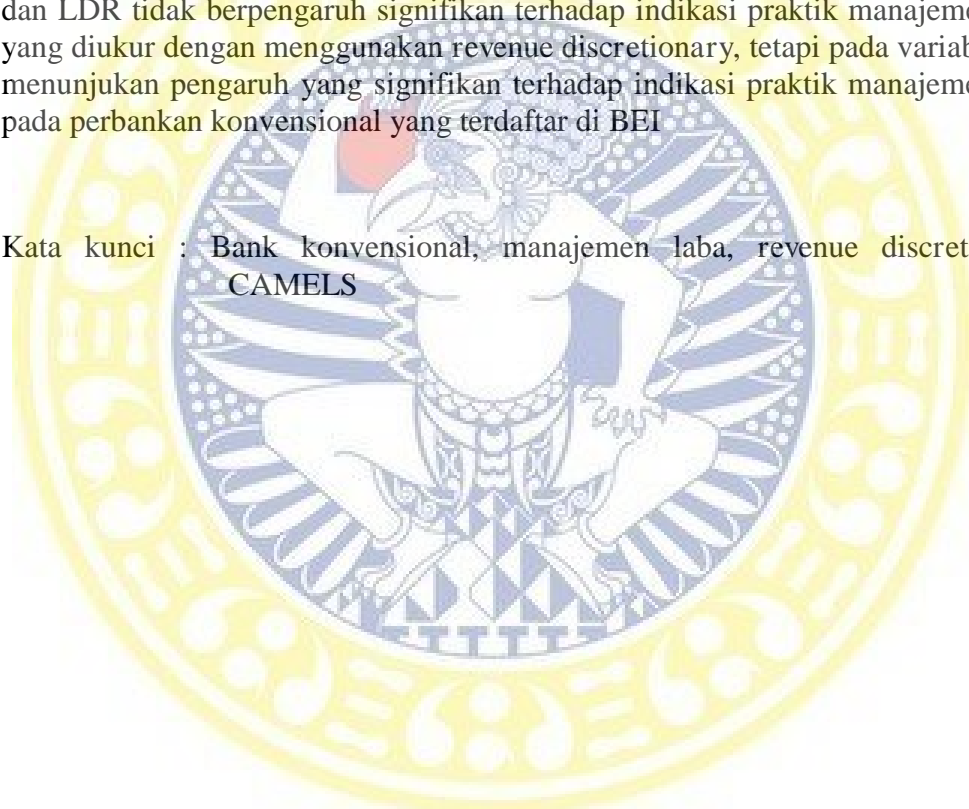 dan LDR tidak berpengaruh signifikan terhadap indikasi praktik manajeme
yang diukur dengan menggunakan revenue discretionary, tetapi pada variab
menunjukan pengaruh yang signifikan terhadap indikasi praktik manajeme
pada perbankan konvensional yang terdaftar di BEI
Kata kunci : Bank konvensional, manajemen laba, revenue discret
CAMELS